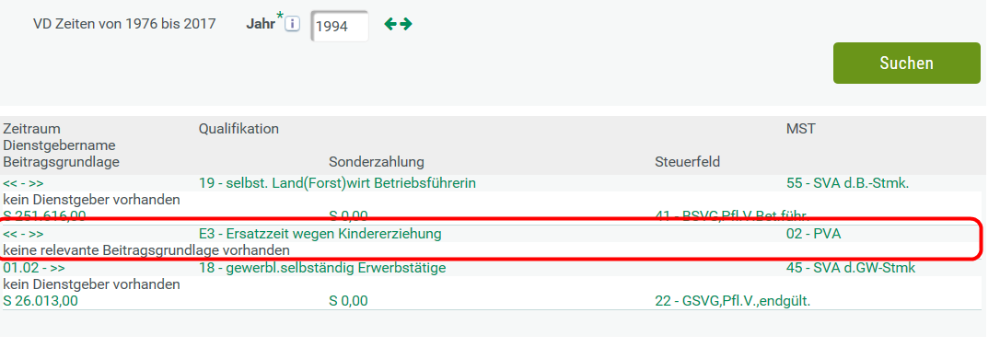 VD Zeiten von 1976 bis 2017 Jahr* i 1994
Suchen
Zeitraum Qualifikation MST
Dienstgebername
Beitragsgrundlage Sonderzahlung Steuerfeld
<< - >> 19 - selbst. Land(Forst)wirt Betriebsführerin 55 - SVA d.B.-Stmk.
kein Dienstgeber vorhanden
S 251.616,00 S 0,00 41 - BSVG,Pfl.V.Bet.führ.
<< - >> E3 - Ersatzzeit wegen Kindererziehung 02 - PVA
keine relevante Beitragsgrundlage vorhanden
01.02 - >> 18 - gewerbl.selbständig Erwerbstätige 45 - SVA d.GW-Stmk
kein Dienstgeber vorhanden
S 26.013,00 S 0,00 22 - GSVG,Pfl.V.,endgült.